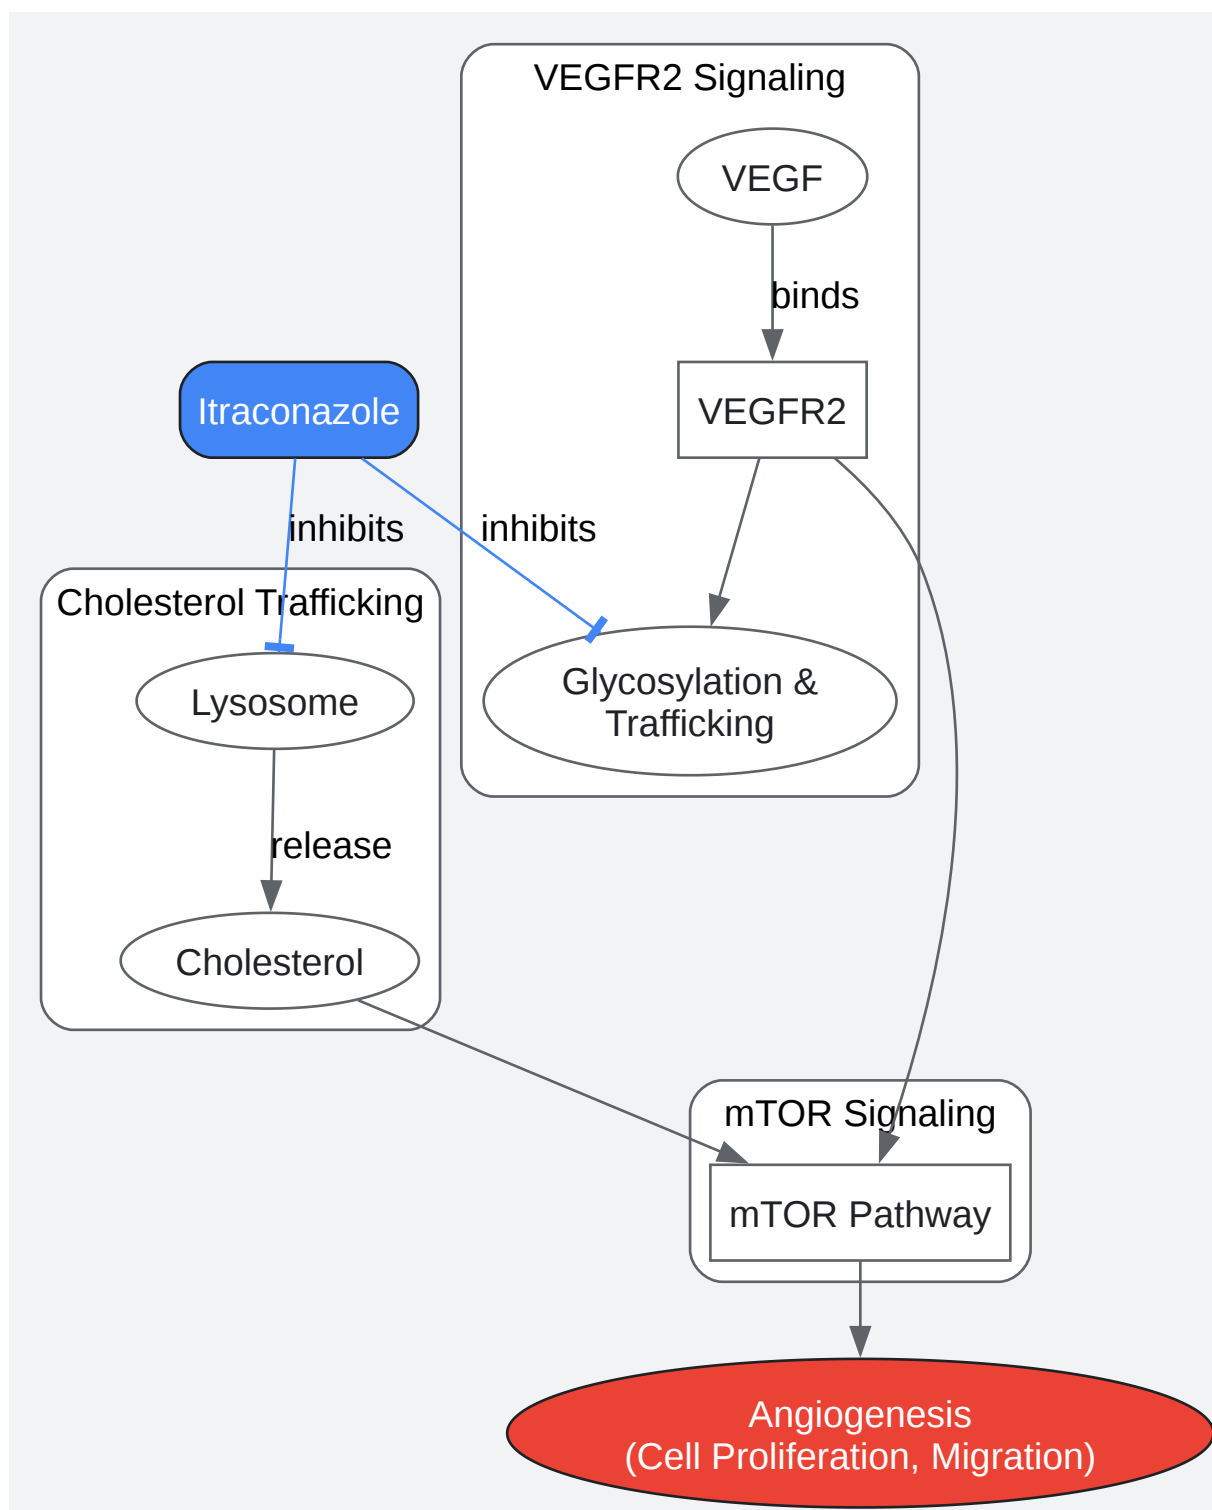 VEGFR2 Signaling
VEGF
binds
VEGFR2
Itraconazole
inhibits
inhibits
Cholesterol Trafficking
Lysosome
Glycosylation &
Trafficking
release
Cholesterol
mTOR Signaling
mTOR Pathway
Angiogenesis
(Cell Proliferation, Migration)